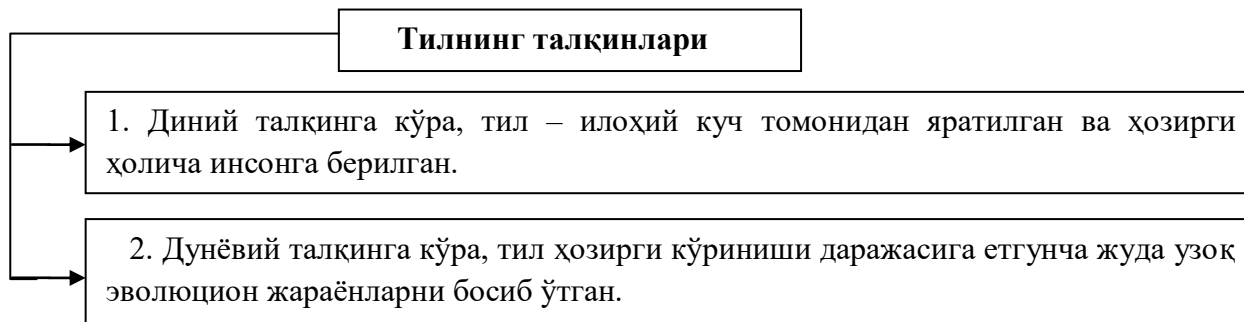 Тилнинг талқинлари
1. Диний талқинга кўра, тил – илоҳий куч томонидан яратилган ва ҳозирги
ҳолича инсонга берилган.
2. Дунёвий талқинга кўра, тил ҳозирги кўриниши даражасига етгунча жуда узоқ
эволюцион жараёнларни босиб ўтган.